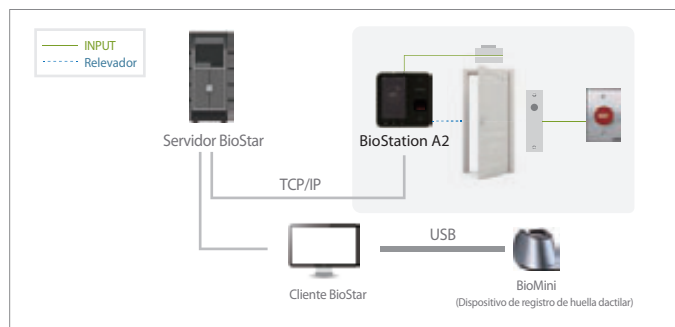 INPUT
Relevador
Servidor BioStar
BioStation A2
TCP/IP
USB
Cliente BioStar
BioMini
(Dispositivo de registro de huella dactilar)